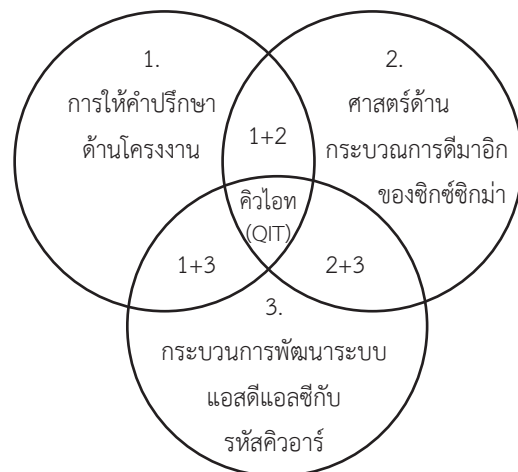 1.
การให้คำปรึกษา
ด้านโครงงาน
2.
ศาสตร์ด้าน
กระบวณการดีมาอิก
ของซิกซ์ซิกม่า
1+2
คิวไอท
(QIT)
1+3
2+3
3.
กระบวนการพัฒนาระบบ
แอสดีแอลซีกับ
รหัสคิวอาร์